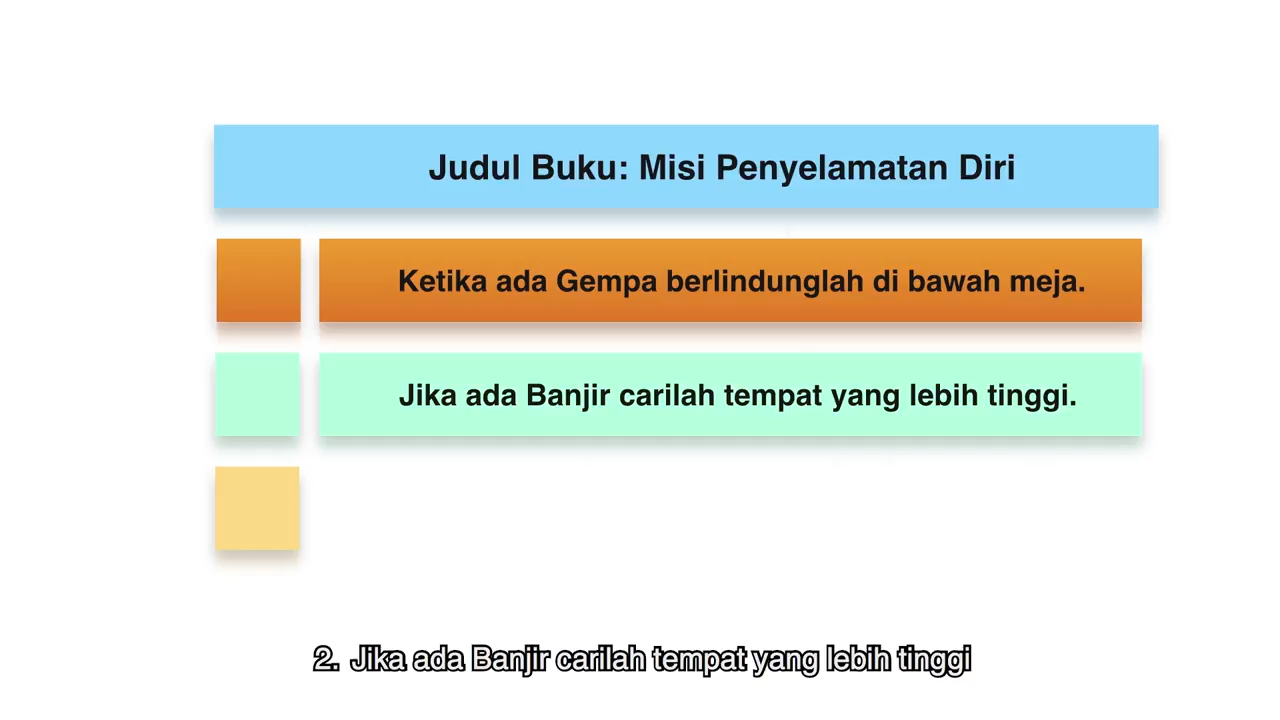 Judul Buku: Misi Penyelamatan Diri
Ketika ada Gempa berlindunglah di bawah meja.
Jika ada Banjir carilah tempat yang lebih tinggi.
2. Jika ada Banjir carilah tempat yang lebih tinggi